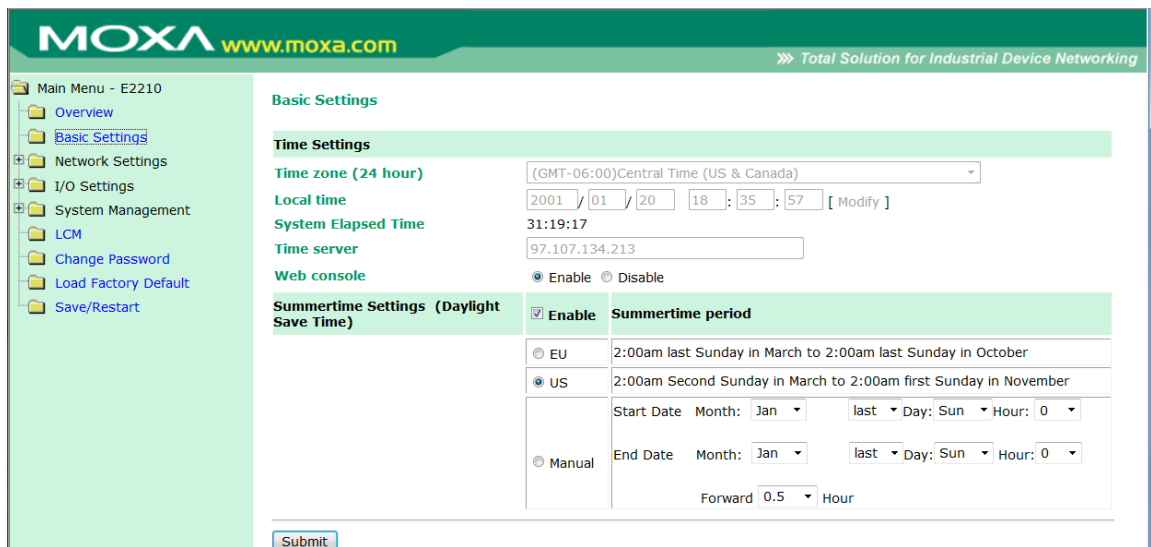 MOXA www.moxa.com
Total Solution for Industrial Device Networking
Main Menu - E2210
Overview
Basic Settings
Network Settings
I/O Settings
System Management
LCM
Change Password
Load Factory Default
Save/Restart
Basic Settings
Time Settings
Time zone (24 hour) (GMT-06:00)Central Time (US & Canada)
Local time 2001 / 01 / 20 18 : 35 : 57 [ Modify ]
System Elapsed Time 31:19:17
Time server 97.107.134.213
Web console Enable Disable
Summertime Settings (Daylight
Save Time)
Enable Summertime period
EU 2:00am last Sunday in March to 2:00am last Sunday in October
US 2:00am Second Sunday in March to 2:00am first Sunday in November
Manual
Start Date Month: Jan last Day: Sun Hour: 0
End Date Month: Jan last Day: Sun Hour: 0
Forward 0.5 Hour
Submit